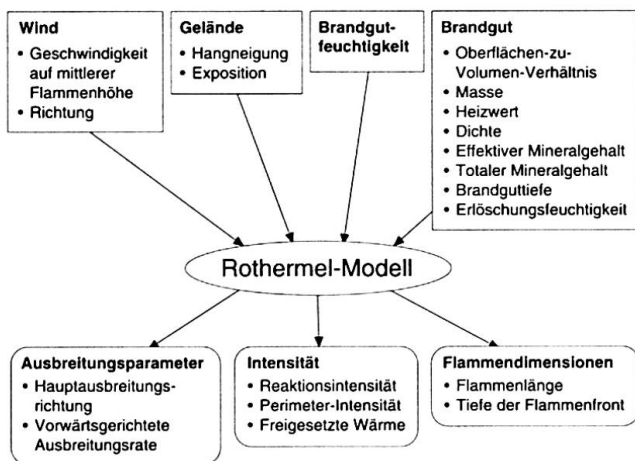 Wind
• Geschwindigkeit
auf mittlerer
Flammenhöhe
• Richtung
Gelände
• Hangneigung
• Exposition
Brandgut-
feuchtigkeit
Brandgut
• Oberflächen-zu-
Volumen-Verhältnis
• Masse
• Heizwert
• Dichte
• Effektiver Mineralgehalt
• Totaler Mineralgehalt
• Brandguttiefe
• Erlöschungsfeuchtigkeit
Rothermel-Modell
Ausbreitungsparameter
• Hauptausbreitungs-
richtung
• Vorwärtsgerichtete
Ausbreitungsrate
Intensität
• Reaktionsintensität
• Perimeter-Intensität
• Freigesetzte Wärme
Flammendimensionen
• Flammenlänge
• Tiefe der Flammenfront